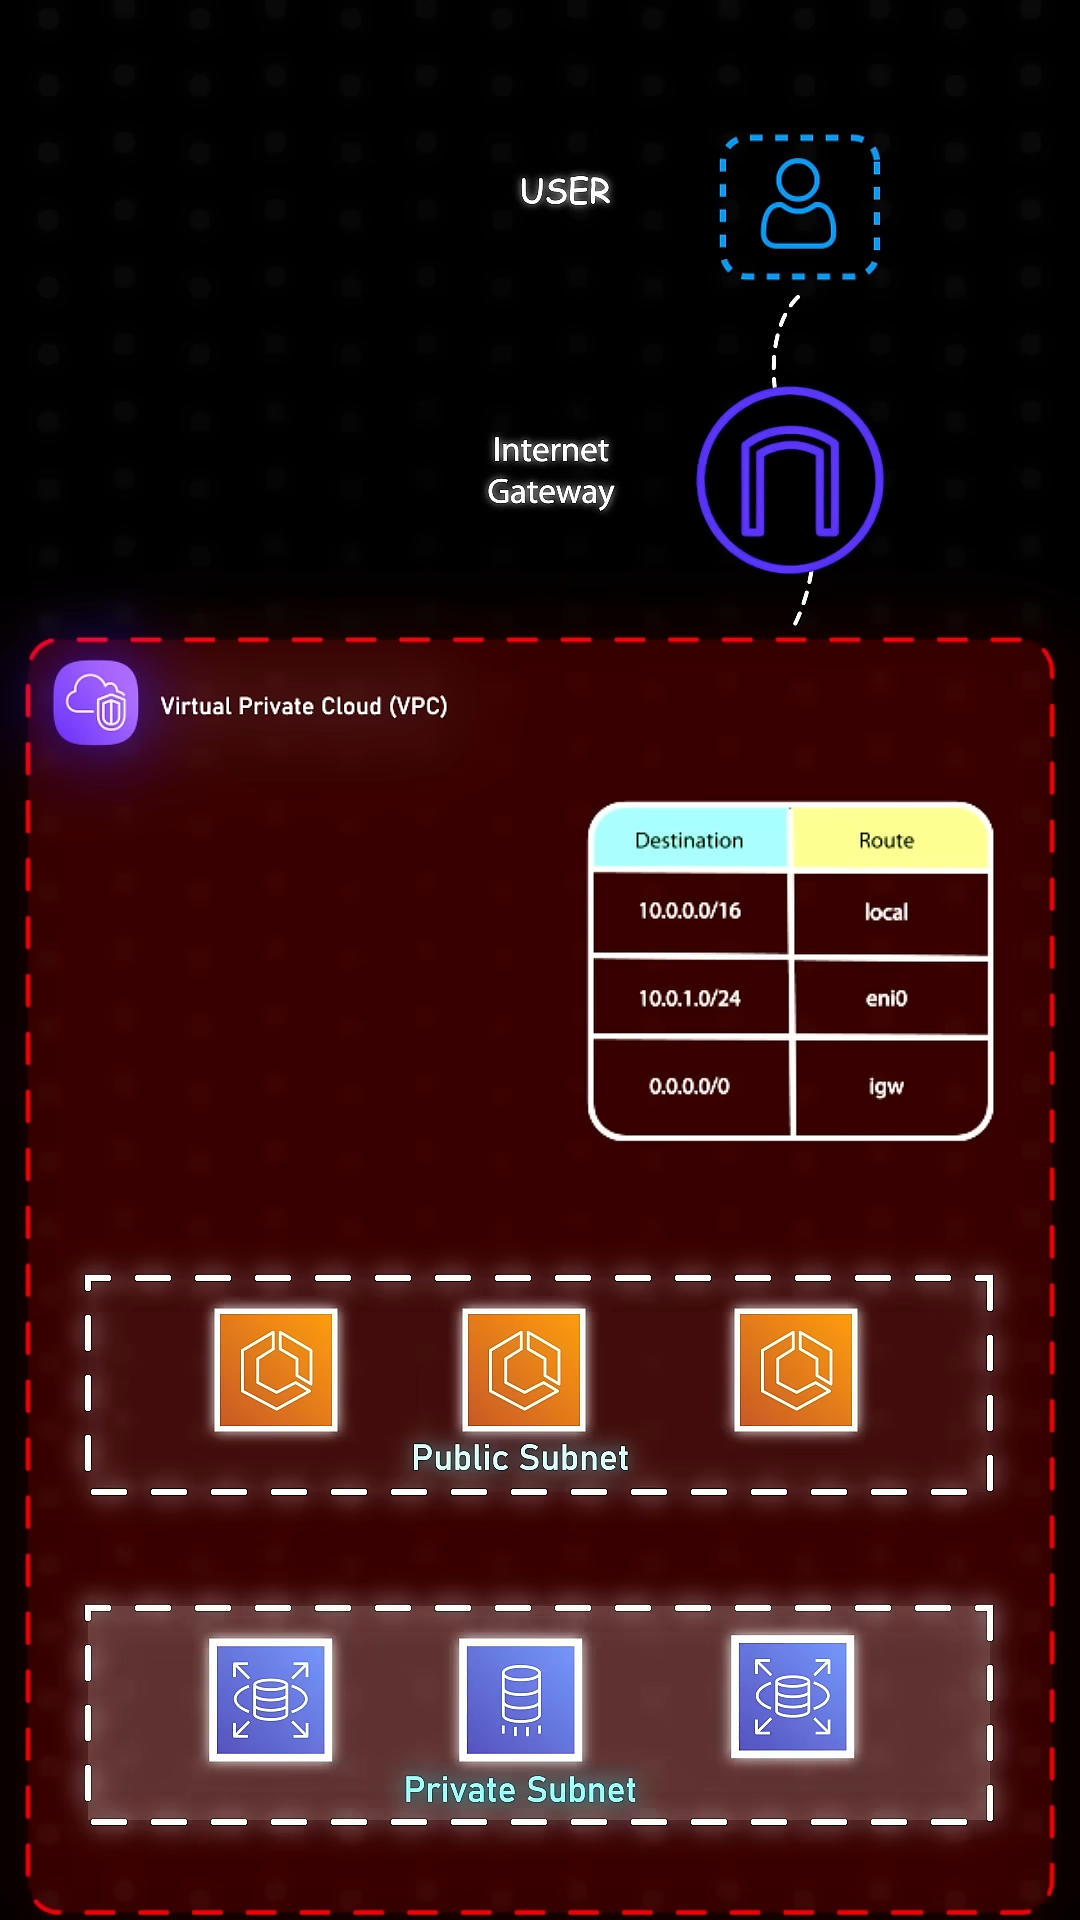 USER
Internet
Gateway
Virtual Private Cloud (VPC)
Destination Route
10.0.0.0/16 local
10.0.1.0/24 eni0
0.0.0.0/0 igw
Public Subnet
Private Subnet